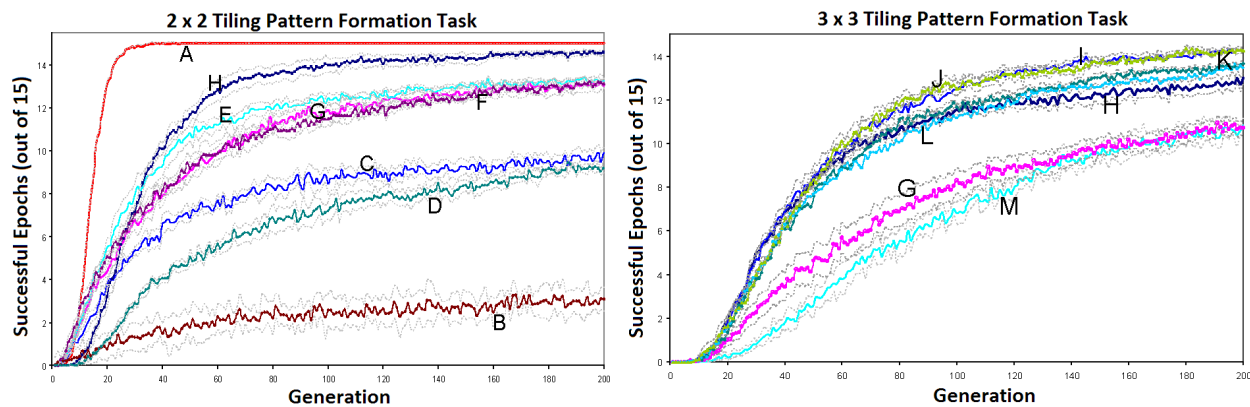 2 x 2 Tiling Pattern Formation Task
Successful Epochs (out of 15)
14
12
10
8
6
4
2
0
A
H
E
G
F
C
D
B
0 20 40 60 80 100 120 140 160 180 200
Generation
3 x 3 Tiling Pattern Formation Task
Successful Epochs (out of 15)
14
12
10
8
6
4
2
0
I
K
J
H
L
G
M
0 20 40 60 80 100 120 140 160 180 200
Generation